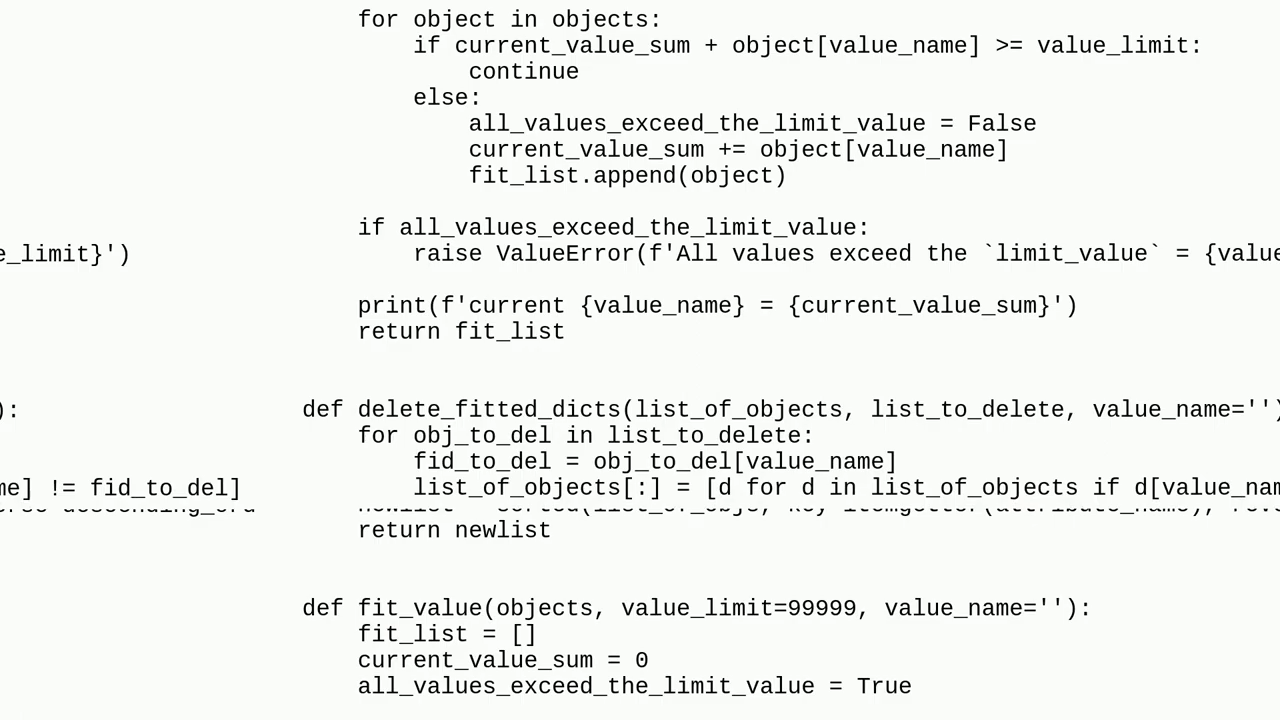 for object in objects:
if current_value_sum + object[value_name] >= value_limit:
continue
else:
all_values_exceed_the_limit_value = False
current_value_sum += object[value_name]
fit_list.append(object)
if all_values_exceed_the_limit_value:
e_limit}') raise ValueError(f'All values exceed the `limit_value` = {value
print(f'current {value_name} = {current_value_sum}')
return fit_list
): def delete_fitted_dicts(list_of_objects, list_to_delete, value_name='')
for obj_to_del in list_to_delete:
fid_to_del = obj_to_del[value_name]
me] != fid_to_del] list_of_objects[:] = [d for d in list_of_objects if d[value_nam
return newlist
def fit_value(objects, value_limit=99999, value_name=''):
fit_list = []
current_value_sum = 0
all_values_exceed_the_limit_value = True